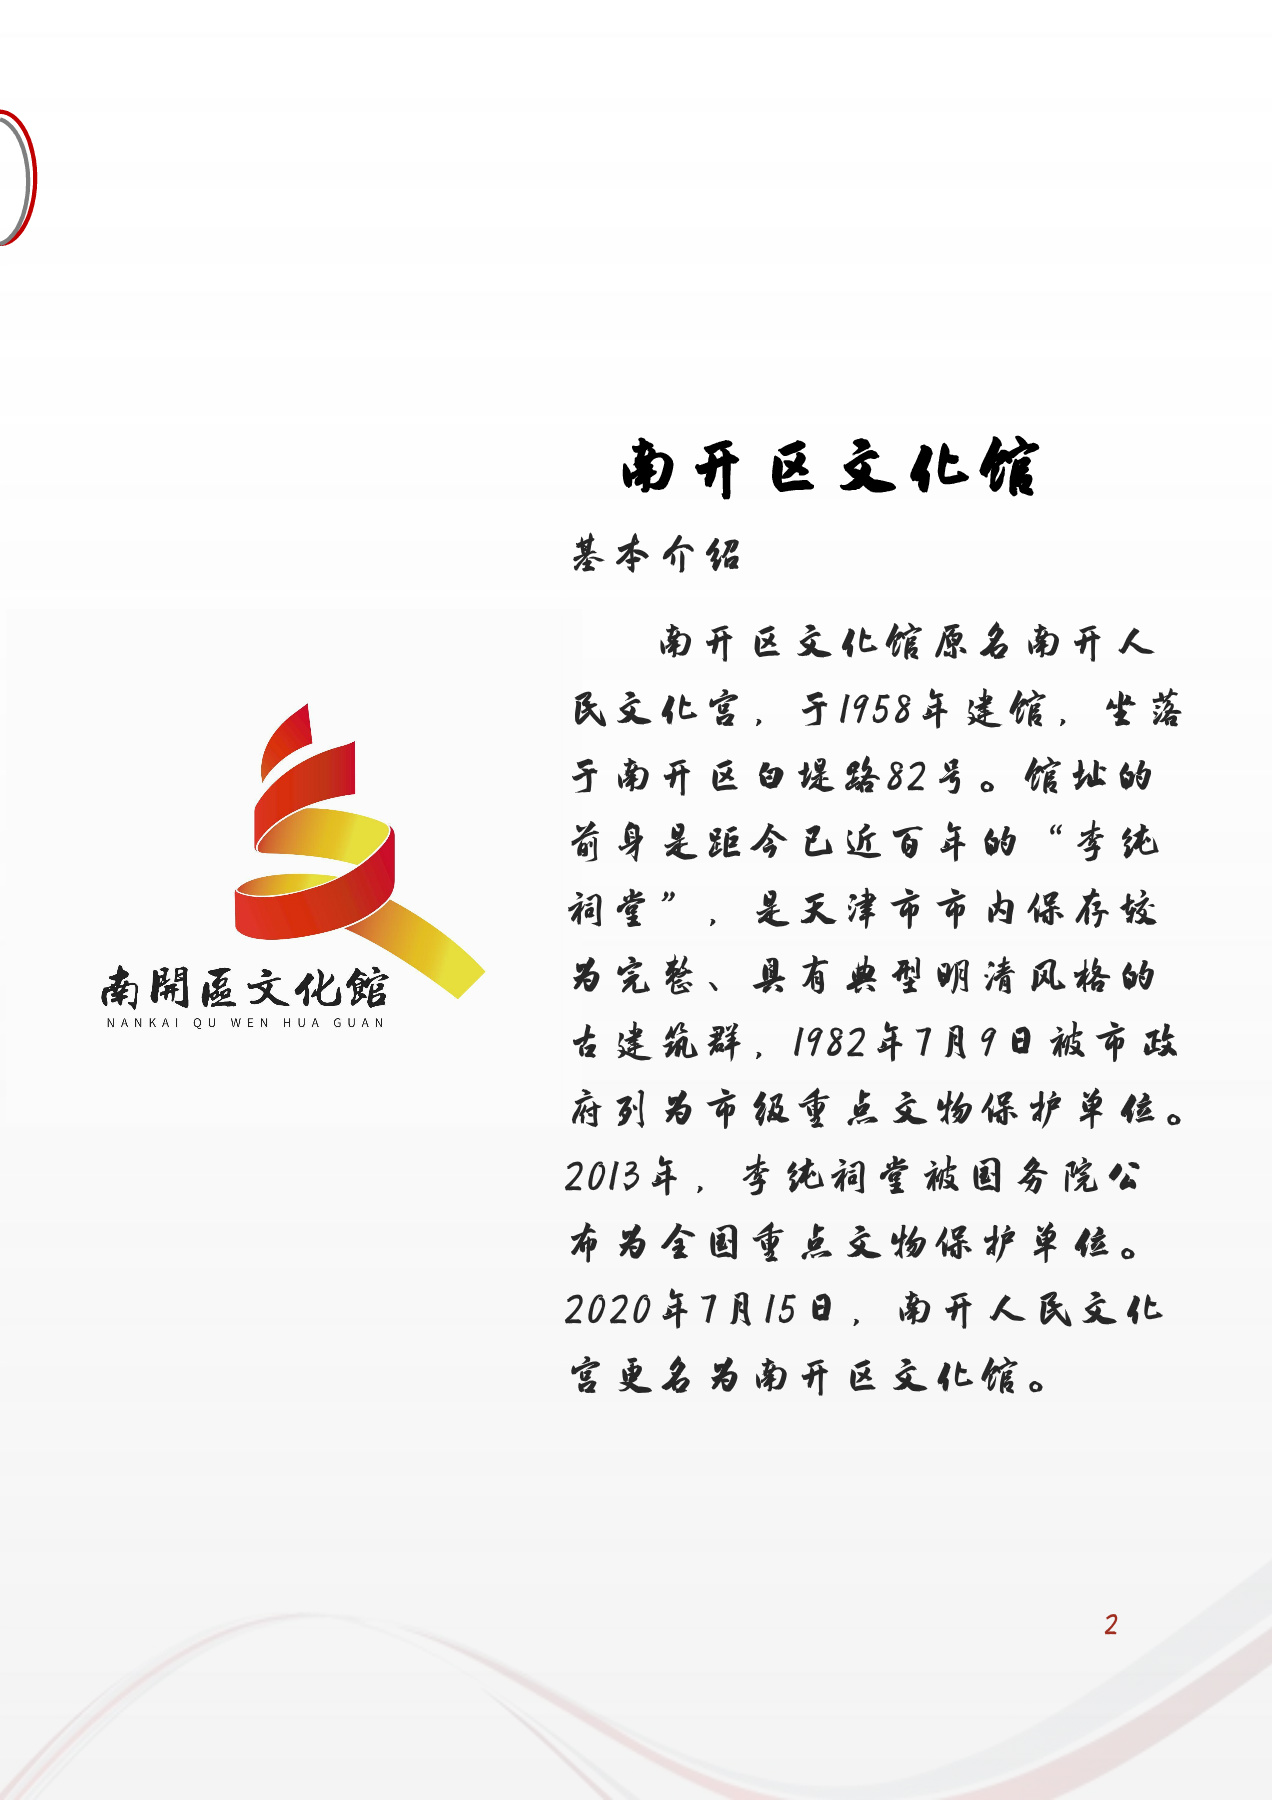 南开区文化馆
基本介绍
南开区文化馆原名南开人
民文化宫，于1958年建馆，坐落
于南开区白堤路82号。馆址的
前身是距今已近百年的“李纯
祠堂”，是天津市市内保存较
为完整、具有典型明清风格的
古建筑群，1982年7月9日被市政
府列为市级重点文物保护单位。
2013年，李纯祠堂被国务院公
布为全国重点文物保护单位。
2020年7月15日，南开人民文化
宫更名为南开区文化馆。
南開區文化館
NANKAI QU WEN HUA GUAN
2